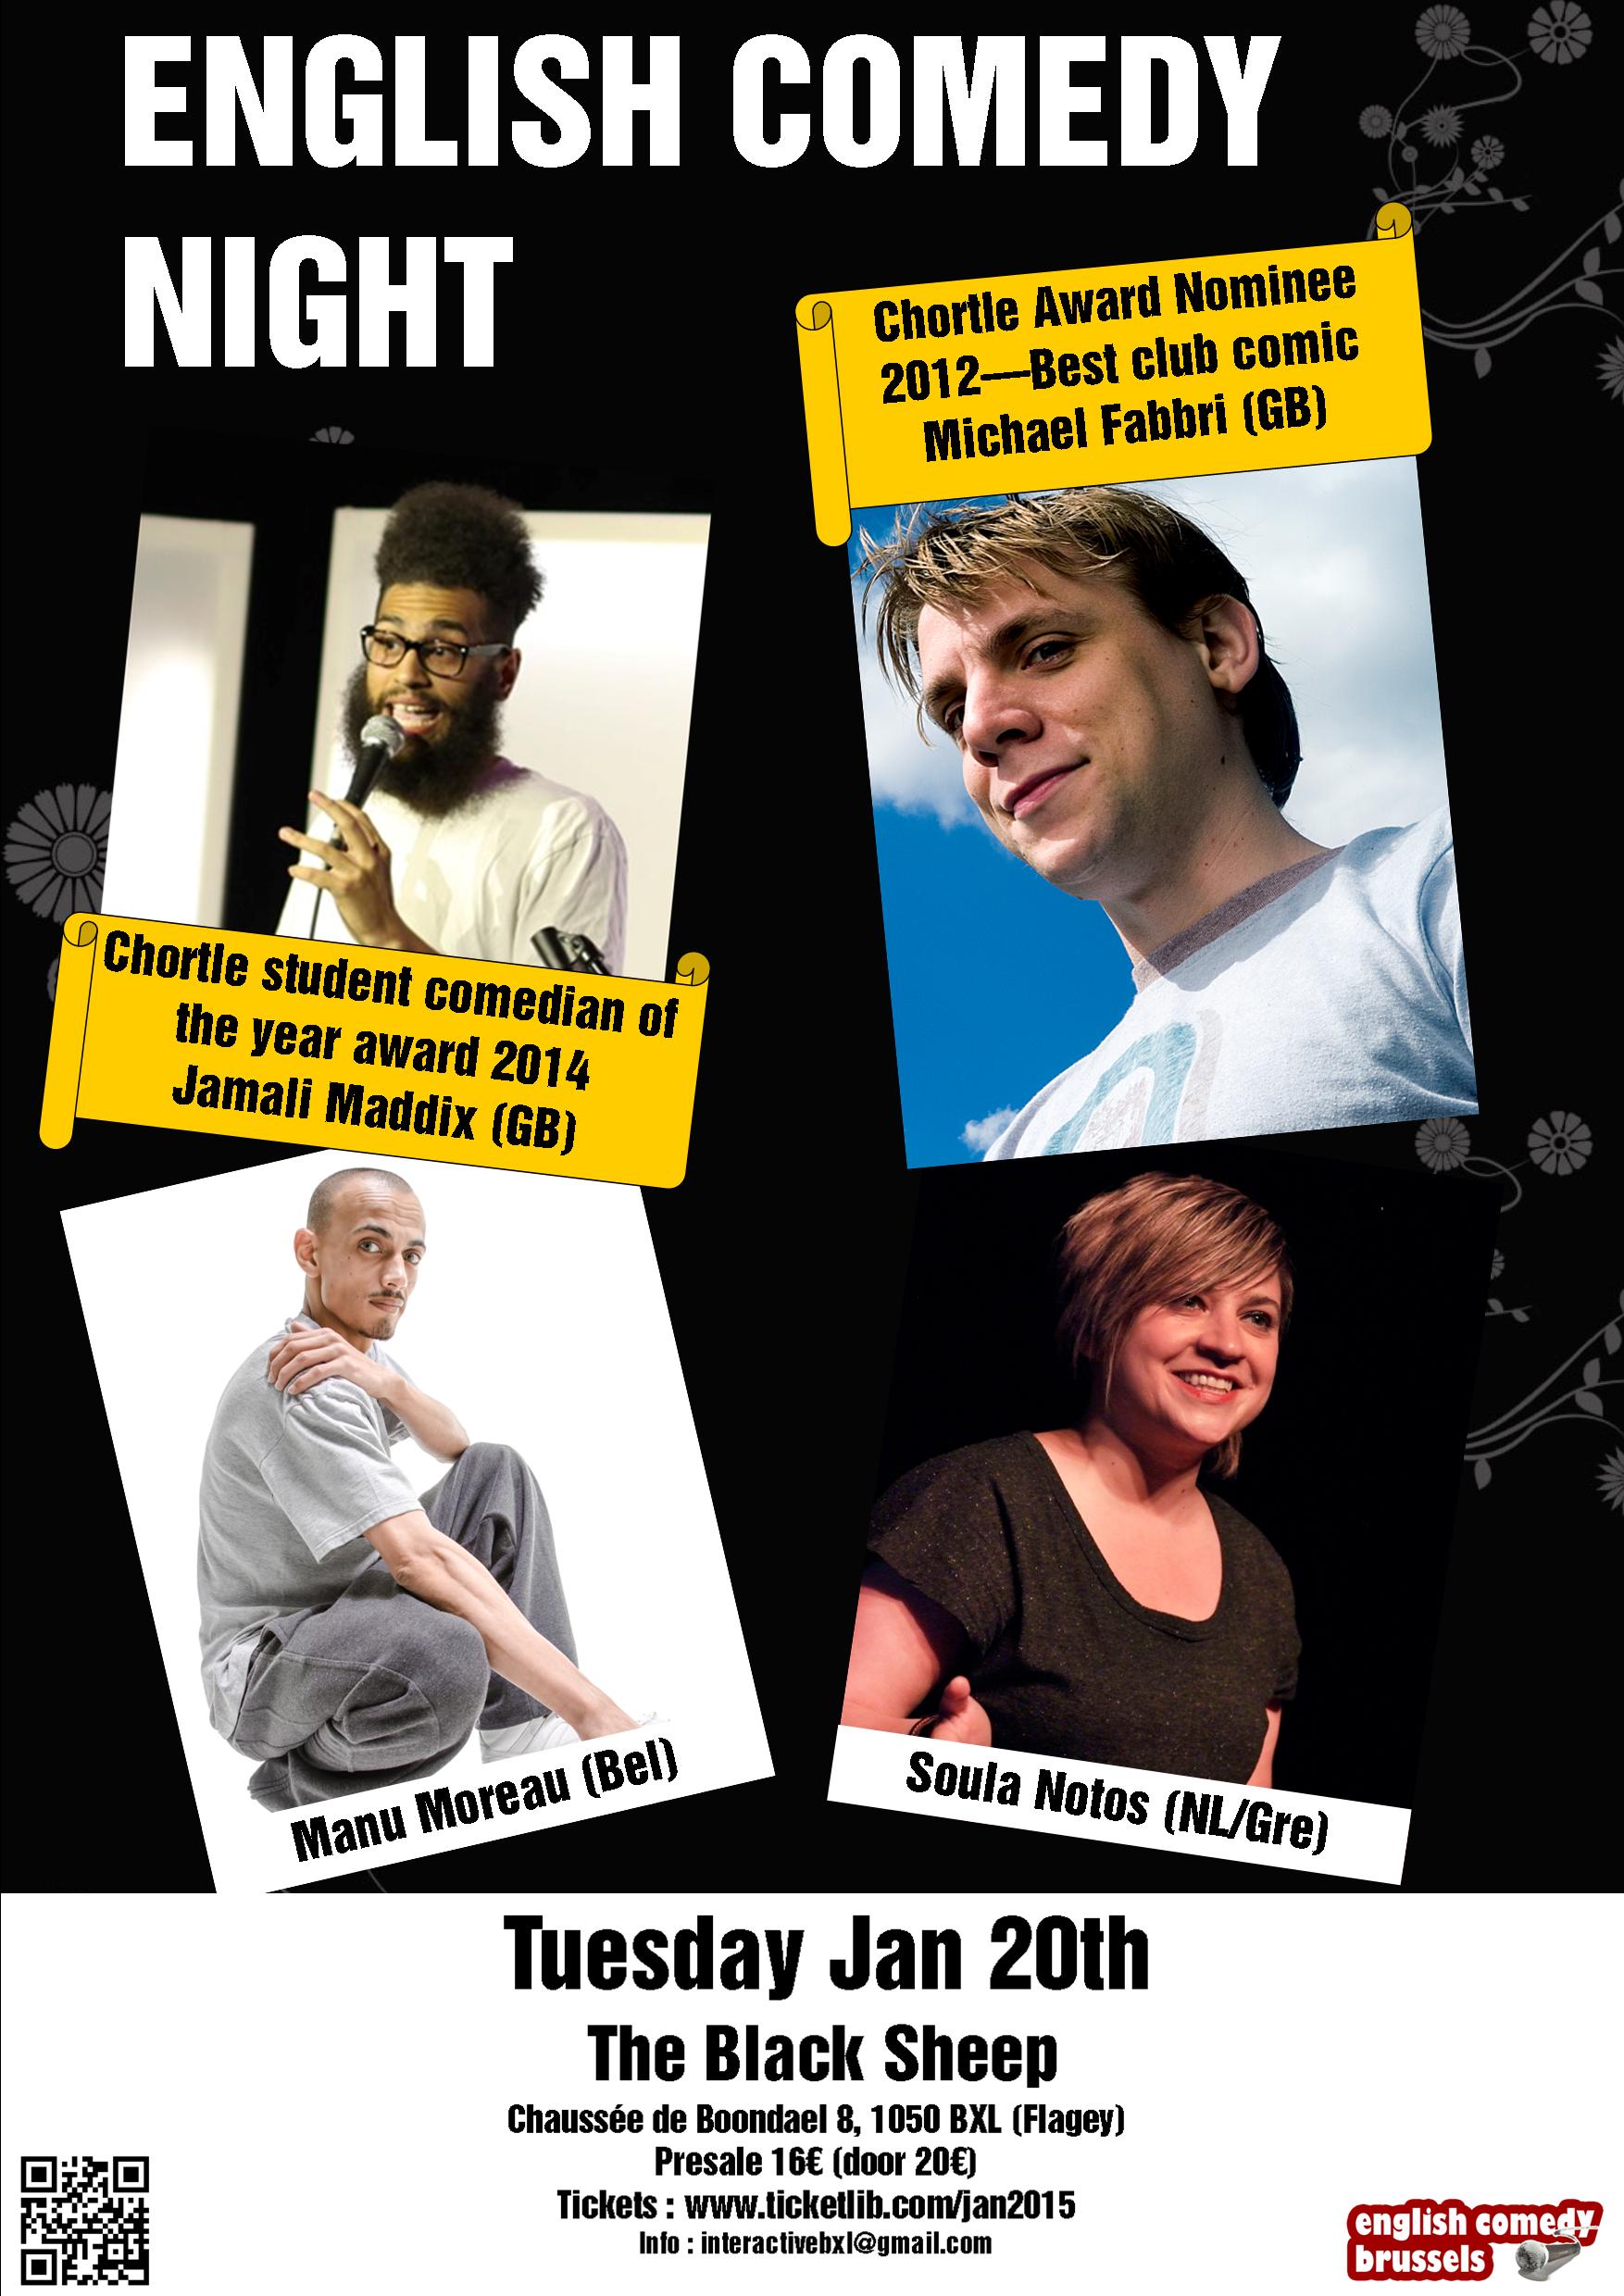 ENGLISH COMEDY
NIGHT
Chortle Award Nominee
2012—Best club comic
Michael Fabbri (GB)
Chortle student comedian of
the year award 2014
Jamali Maddix (GB)
Manu Moreau (Bel)
Soula Notos (NL/Gre)
Tuesday Jan 20th
The Black Sheep
Chaussée de Boondael 8, 1050 BXL (Flagey)
Presale 16€ (door 20€)
Tickets : www.ticketlib.com/jan2015
Info : interactivebxl@gmail.com
english comedy
brussels